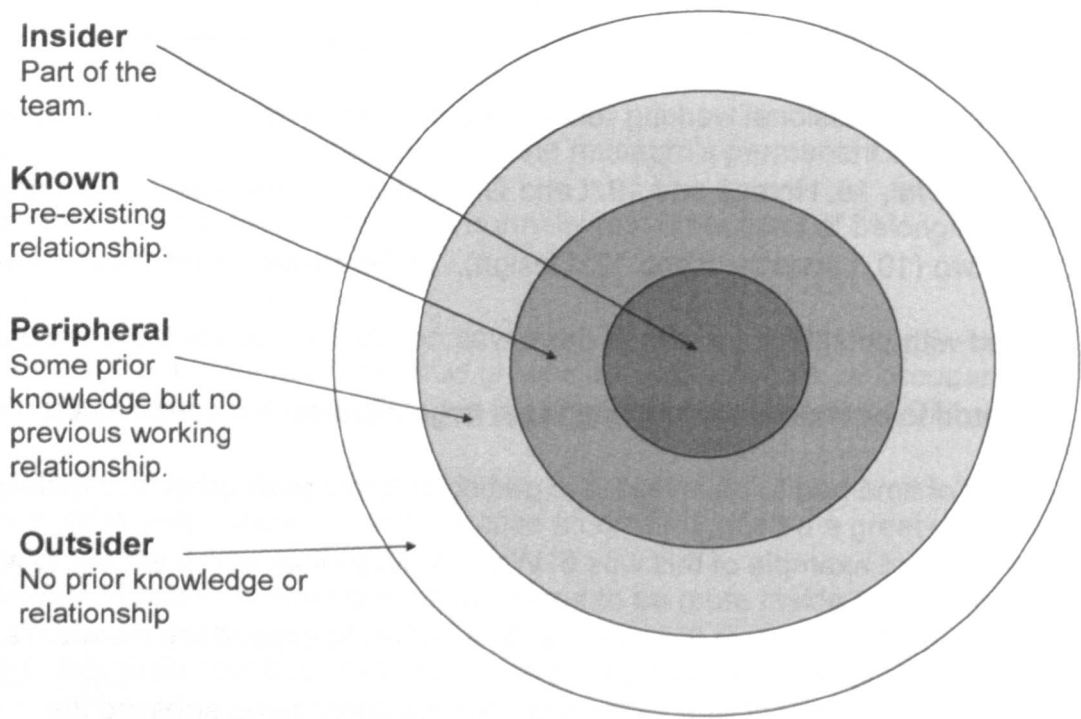 Insider
Part of the
team.
Known
Pre-existing
relationship.
Peripheral
Some prior
knowledge but no
previous working
relationship.
Outsider
No prior knowledge or
relationship